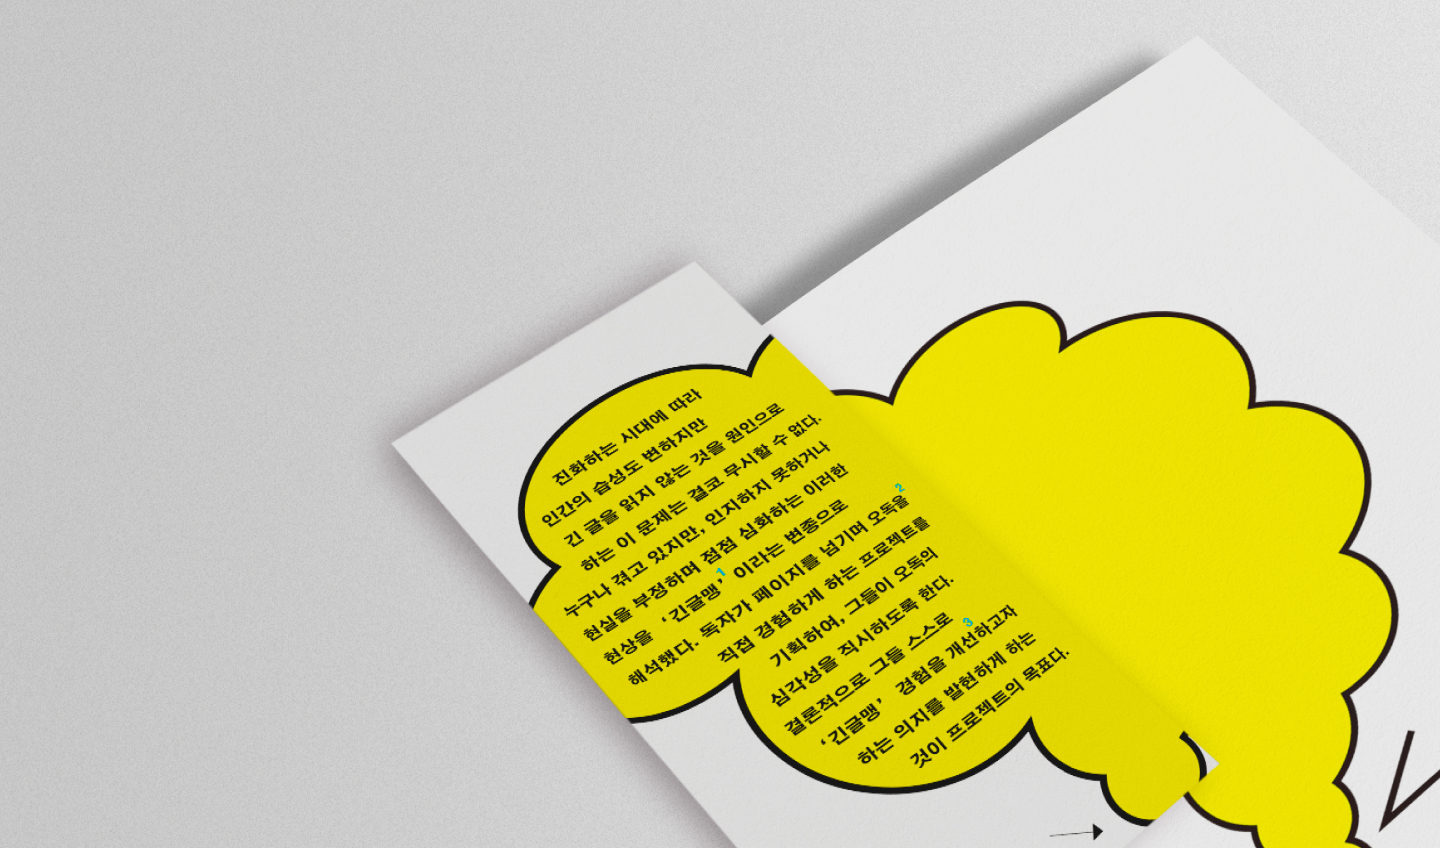 진화하는 시대에 따라
인간의 습성도 변하지만
긴 글을 읽지 않는 것을 원인으로
하는 이 문제는 결코 무시할 수 없다.
누구나 겪고 있지만, 인지하지 못하거나
현실을 부정하며 점점 심화하는 이러한
현상을 ‘긴글맹’1 이라는 변종으로
해석했다. 독자가 페이지를 넘기며 오독을2
직접 경험하게 하는 프로젝트를
기획하여, 그들이 오독의
심각성을 직시하도록 한다.
결론적으로 그들 스스로
‘긴글맹’ 경험을 개선하고자3
하는 의지를 발현하게 하는
것이 프로젝트의 목표다.